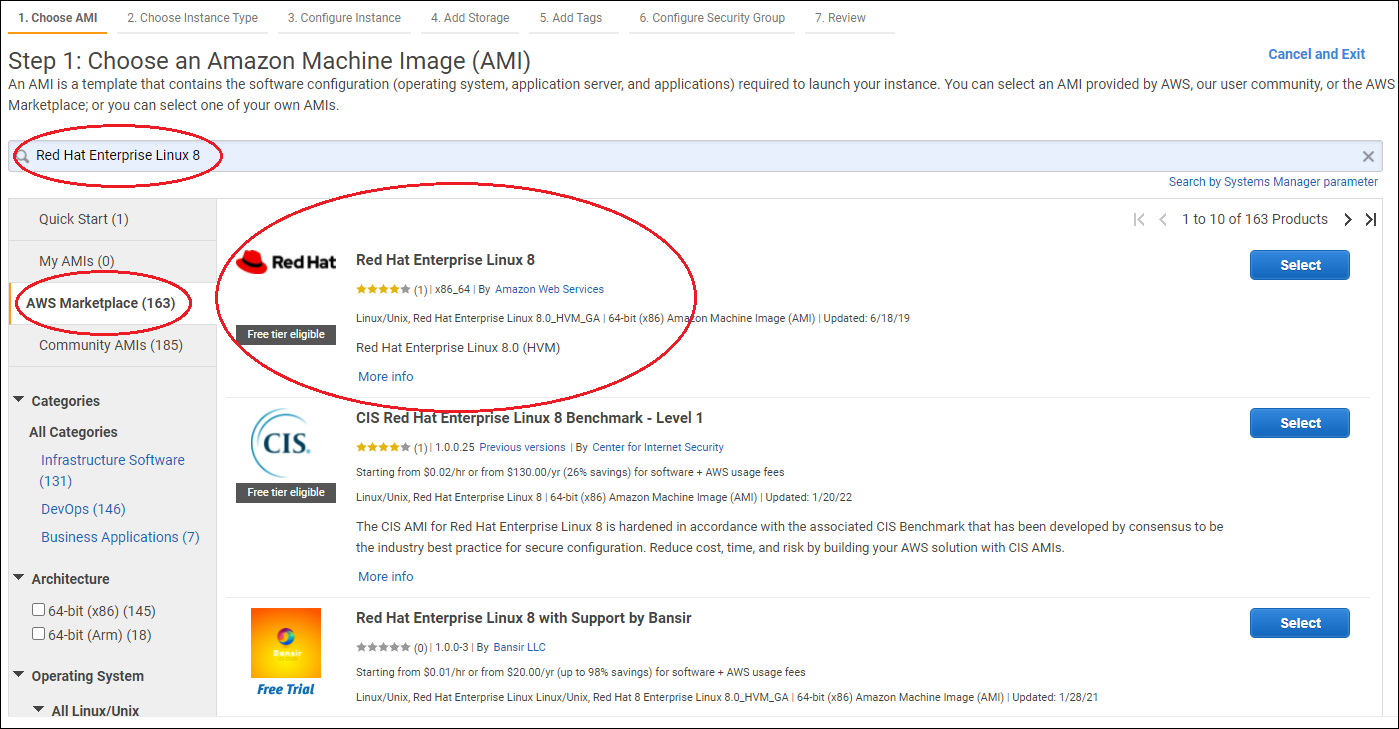 1. Choose AMI 2. Choose Instance Type 3. Configure Instance 4. Add Storage 5. Add Tags 6. Configure Security Group 7. Review
Step 1: Choose an Amazon Machine Image (AMI)
Cancel and Exit
An AMI is a template that contains the software configuration (operating system, application server, and applications) required to launch your instance. You can select an AMI provided by AWS, our user community, or the AWS
Marketplace; or you can select one of your own AMIs.
Red Hat Enterprise Linux 8
Search by Systems Manager parameter
Quick Start (1)
My AMIs (0)
AWS Marketplace (163)
Community AMIs (185)
Categories
All Categories
Infrastructure Software
(131)
DevOps (146)
Business Applications (7)
Architecture
64-bit (x86) (145)
64-bit (Arm) (18)
Operating System
All Linux/Unix
1 to 10 of 163 Products
Red Hat
Free tier eligible
Red Hat Enterprise Linux 8
(1) | x86_64 | By Amazon Web Services
Linux/Unix, Red Hat Enterprise Linux 8.0_HVM_GA | 64-bit (x86) Amazon Machine Image (AMI) | Updated: 6/18/19
Red Hat Enterprise Linux 8.0 (HVM)
More info
Select
CIS.
Free tier eligible
CIS Red Hat Enterprise Linux 8 Benchmark - Level 1
(1) | 1.0.0.25 Previous versions | By Center for Internet Security
Starting from $0.02/hr or from $130.00/yr (26% savings) for software + AWS usage fees
Linux/Unix, Red Hat Enterprise Linux 8 | 64-bit (x86) Amazon Machine Image (AMI) | Updated: 1/20/22
The CIS AMI for Red Hat Enterprise Linux 8 is hardened in accordance with the associated CIS Benchmark that has been developed by consensus to be
the industry best practice for secure configuration. Reduce cost, time, and risk by building your AWS solution with CIS AMIs.
More info
Select
Bansir
Free Trial
Red Hat Enterprise Linux 8 with Support by Bansir
(0) | 1.0.0-3 | By Bansir LLC
Starting from $0.01/hr or from $20.00/yr (up to 98% savings) for software + AWS usage fees
Linux/Unix, Red Hat Enterprise Linux Linux/Unix, Red Hat 8 Enterprise Linux 8.0_HVM_GA | 64-bit (x86) Amazon Machine Image (AMI) | Updated: 1/28/21
Select